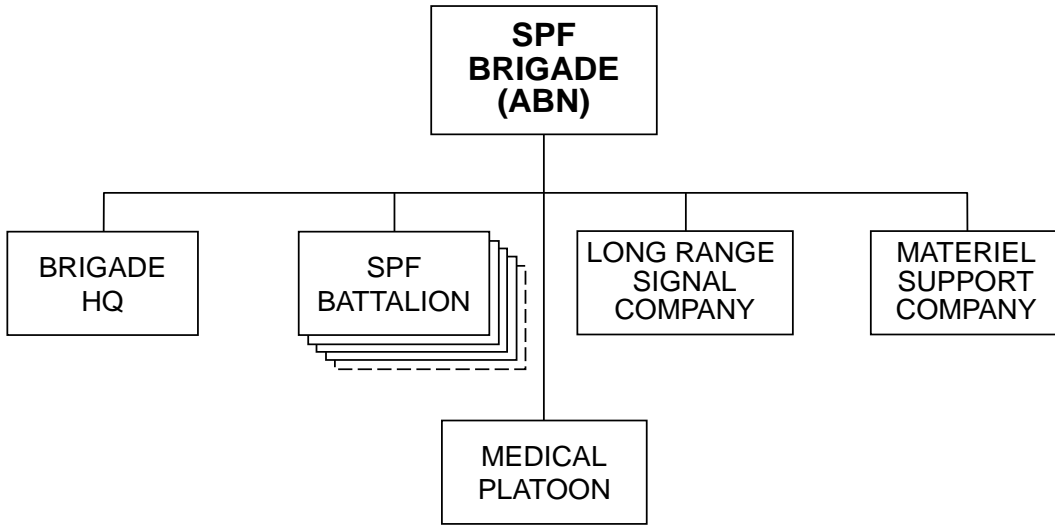 SPF
BRIGADE
(ABN)
BRIGADE
HQ
SPF
BATTALION
LONG RANGE
SIGNAL
COMPANY
MATERIEL
SUPPORT
COMPANY
MEDICAL
PLATOON